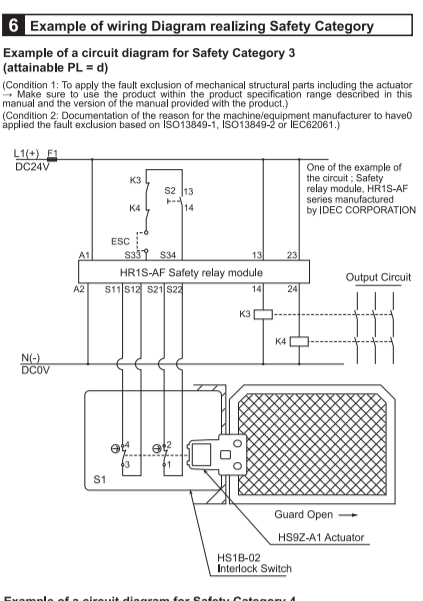 6 Example of wiring Diagram realizing Safety Category
Example of a circuit diagram for Safety Category 3
(attainable PL = d)
(Condition 1: To apply the fault exclusion of mechanical structural parts including the actuator
→ Make sure to use the product within the product specification range described in this
manual and the version of the manual provided with the product.)
(Condition 2: Documentation of the reason for the machine/equipment manufacturer to have0
applied the fault exclusion based on ISO13849-1, ISO13849-2 or IEC62061.)
L1(+) F1
DC24V
One of the example of
the circuit ; Safety
relay module, HR1S-AF
series manufactured
by IDEC CORPORATION
K3
S2 13
K4 14
ESC
A1 S33 S34 13 23
HR1S-AF Safety relay module
Output Circuit
A2 S11 S12 S21 S22 14 24
K3
K4
N(-)
DC0V
4 2
3 1
S1
Guard Open →
HS9Z-A1 Actuator
HS1B-02
Interlock Switch
Example of a circuit diagram for Safety Category 4